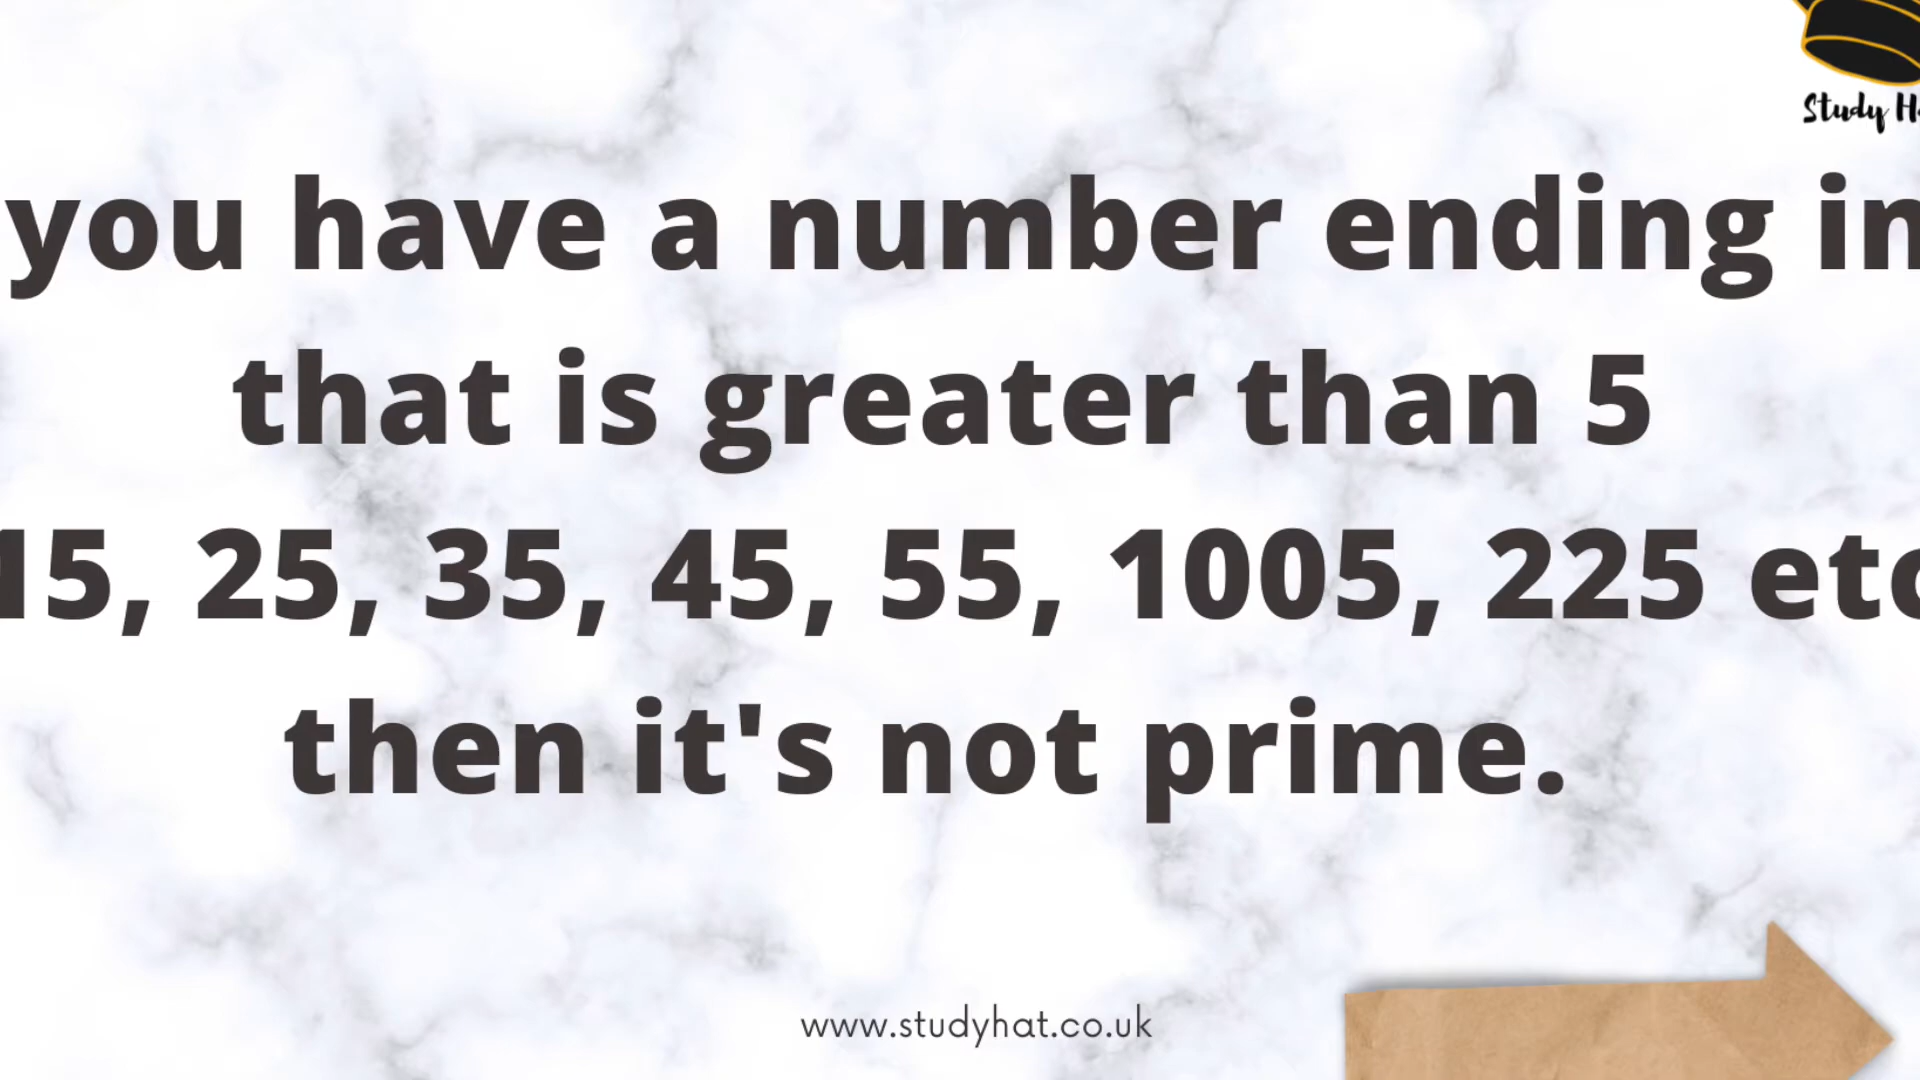 Study
you have a number ending in
that is greater than 5
15, 25, 35, 45, 55, 1005, 225 etc
then it's not prime.
www.studyhat.co.uk